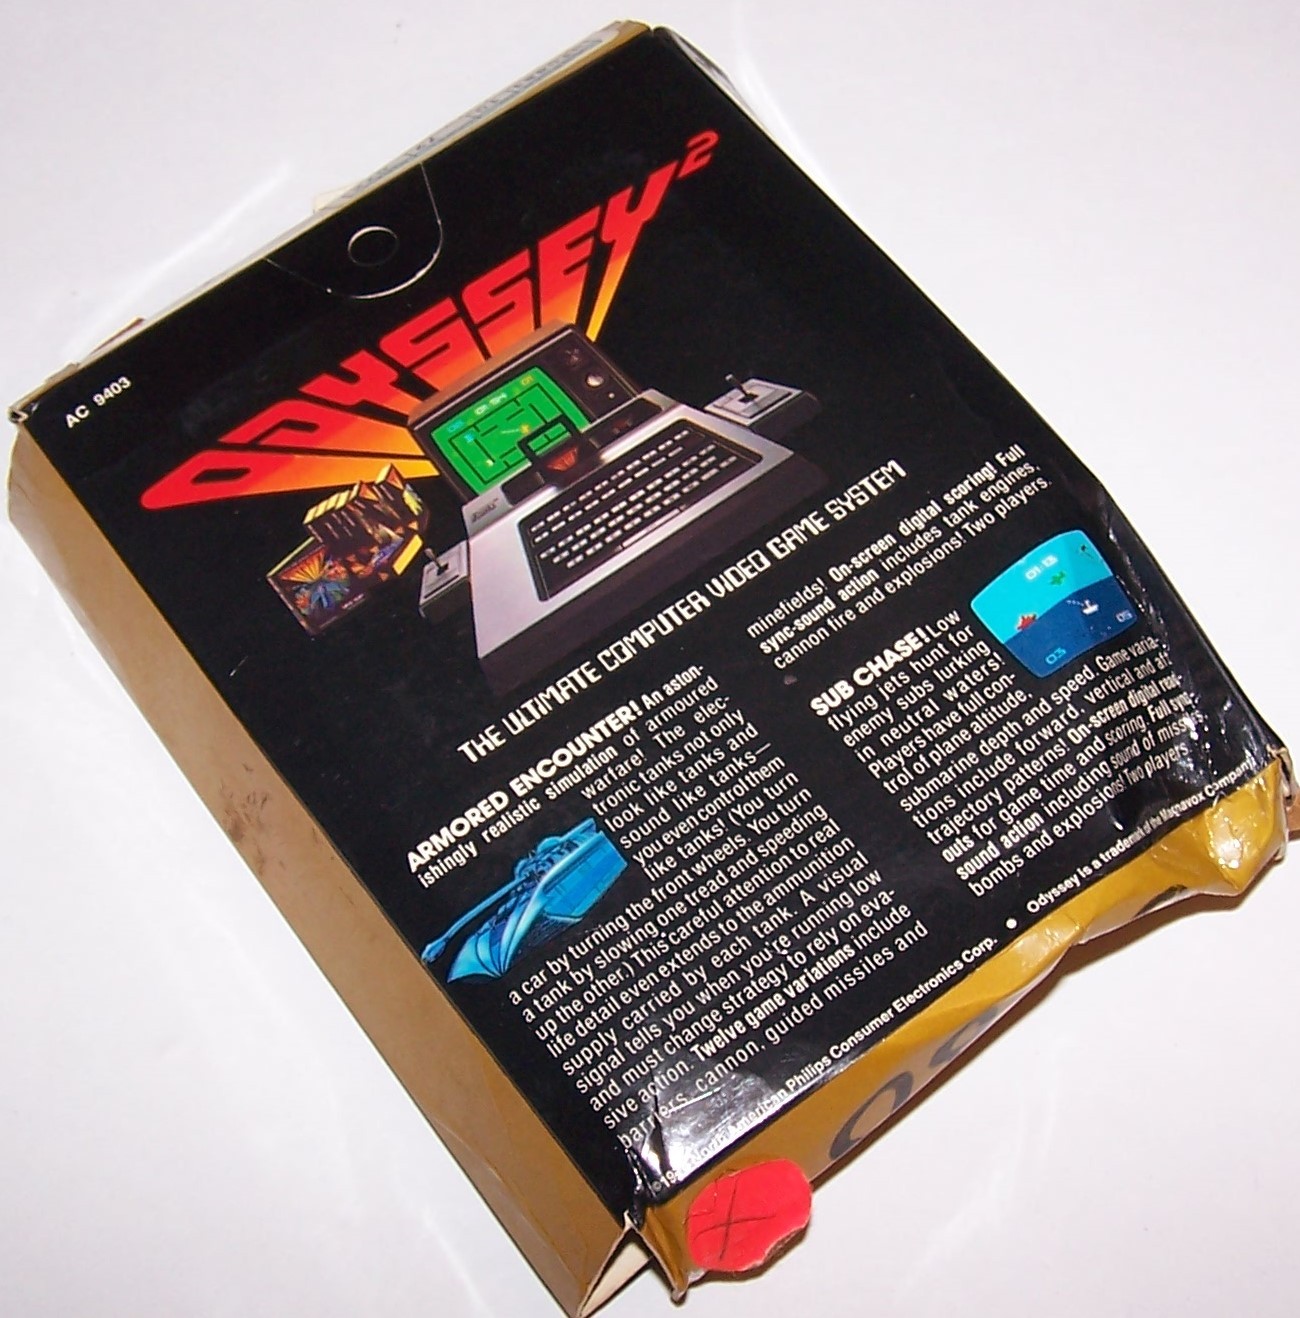 AC 9403
ODYSSEY²
THE ULTIMATE COMPUTER VIDEO GAME SYSTEM
ARMORED ENCOUNTER! An aston-
ishingly realistic simulation of armoured
warfare! The elec-
tronic tanks not only
look like tanks and
sound like tanks—
you even control them
like tanks! (You turn
a car by turning the front wheels. You turn
a tank by slowing one tread and speeding
up the other.) This careful attention to real
life detail even extends to the ammunition
supply carried by each tank. A visual
signal tells you when you're running low
and must change strategy to rely on eva-
sive action. Twelve game variations include
barriers, cannon, guided missiles and
minefields! On-screen digital scoring! Full
sync-sound action includes tank engines,
cannon fire and explosions! Two players.
SUB CHASE! Low
flying jets hunt for
enemy subs lurking
in neutral waters!
Players have full con-
trol of plane altitude,
submarine depth and speed. Game varia-
tions include forward, vertical and
trajectory patterns! On-screen digital read-
outs for game time and scoring. Full sync-
sound action including sound of
bombs and explosions! Two players.
01:13
03
North American Philips Consumer Electronics Corp. • Odyssey is a trademark of the Magnavox Company
X